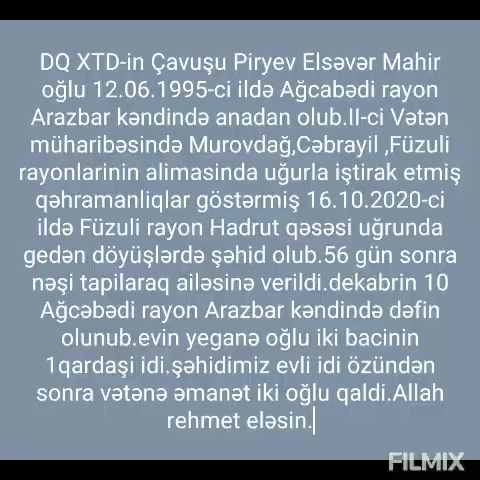 DQ XTD-in Çavuşu Piryev Elsəvər Mahir
oğlu 12.06.1995-ci ildə Ağcabədi rayon
Arazbar kəndində anadan olub.II-ci Vətən
müharibəsində Murovdağ,Cəbrayil ,Füzuli
rayonlarinin alimasinda uğurla iştirak etmiş
qəhramanliqlar göstərmiş 16.10.2020-ci
ildə Füzuli rayon Hadrut qəsəsi uğrunda
gedən döyüşlərdə şəhid olub.56 gün sonra
nəşi tapilaraq ailəsinə verildi.dekabrin 10
Ağcəbədi rayon Arazbar kəndində dəfin
olunub.evin yeganə oğlu iki bacinin
1qardaşi idi.şəhidimiz evli idi özündən
sonra vətənə əmanət iki oğlu qaldi.Allah
rehmet eləsin.
FILMIX